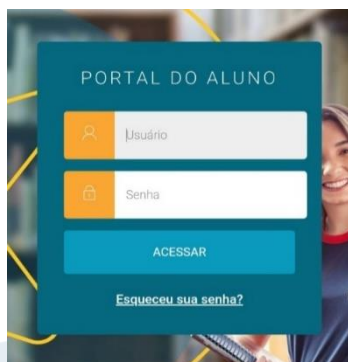 PORTAL DO ALUNO
Usuário
Senha
ACESSAR
Esqueceu sua senha?